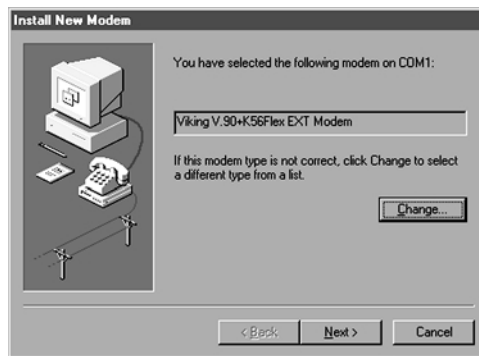 Install New Modem
You have selected the following modem on COM1:
Viking V.90+K56Flex EXT Modem
If this modem type is not correct, click Change to select
a different type from a list.
Change...
< Back
Next >
Cancel